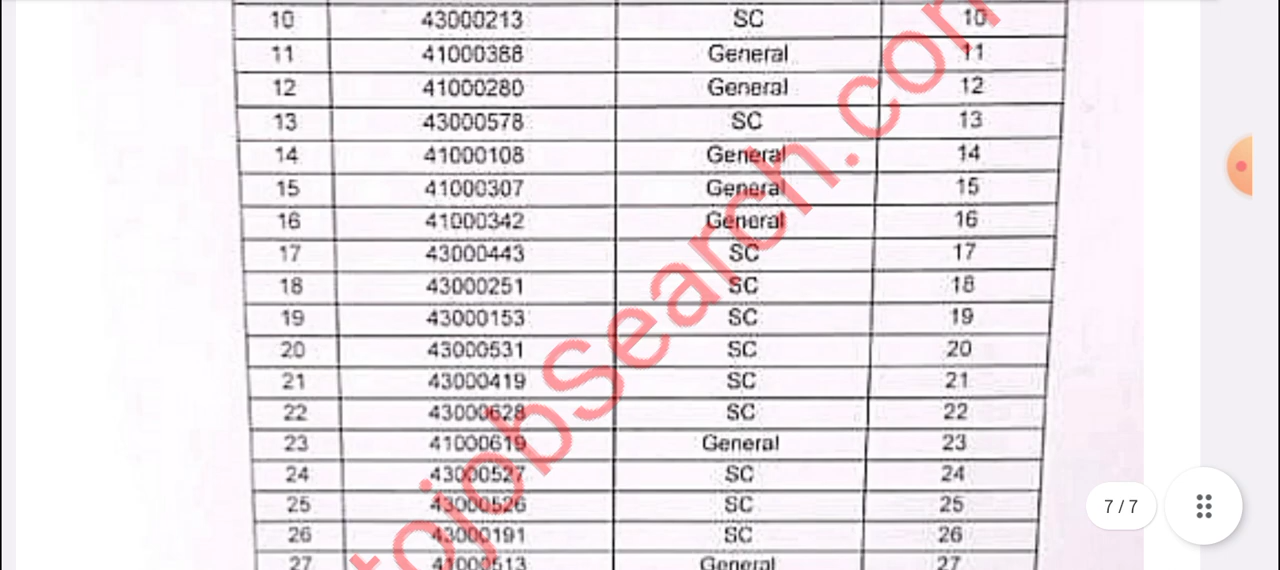 10 43000213 SC 10
11 41000388 General 11
12 41000280 General 12
13 43000578 SC 13
14 41000108 General 14
15 41000307 General 15
16 41000342 General 16
17 43000443 SC 17
18 43000251 SC 18
19 43000153 SC 19
20 43000531 SC 20
21 43000419 SC 21
22 43000628 SC 22
23 41000619 General 23
24 43000527 SC 24
25 43000526 SC 25
26 43000191 SC 26
27 41000513 General 27
tojobSearch.com
7 / 7